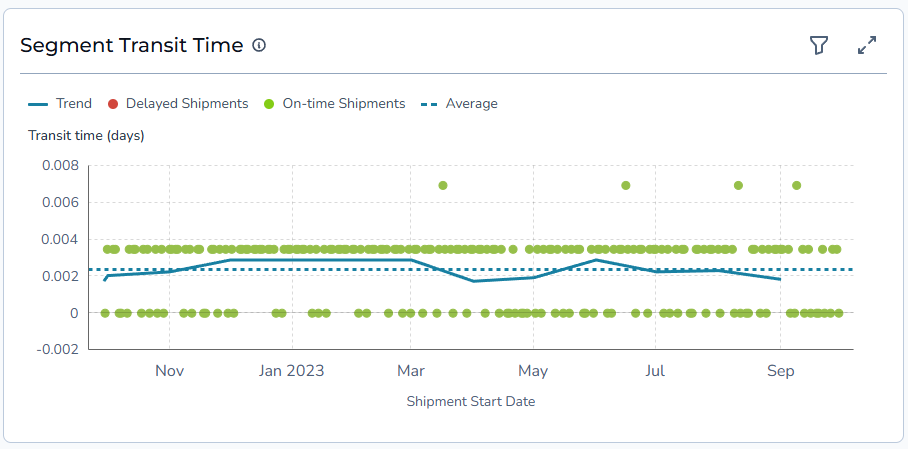 Segment Transit Time
Trend Delayed Shipments On-time Shipments Average
Transit time (days)
0.008
0.006
0.004
0.002
0
-0.002
Nov Jan 2023 Mar May Jul Sep
Shipment Start Date